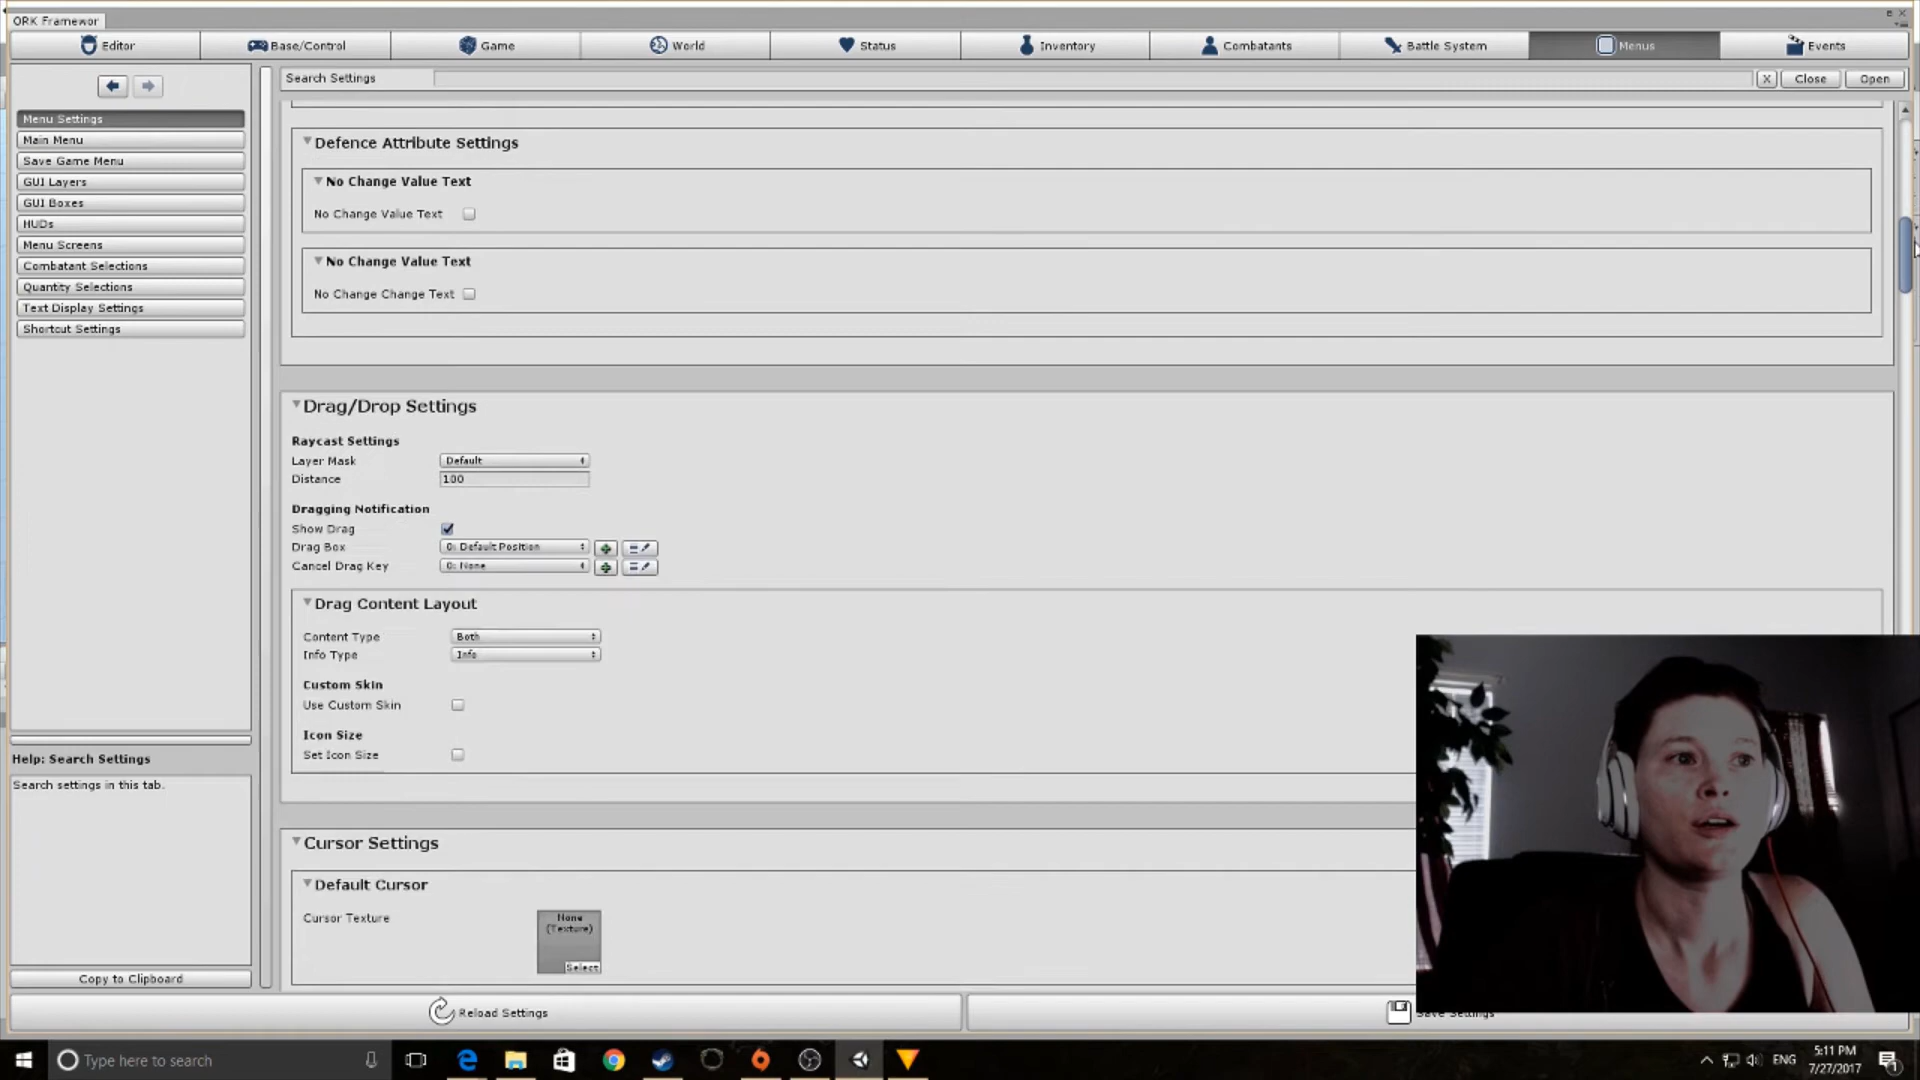 ORK Framewor
Editor
Base/Control
Game
World
Status
Inventory
Combatants
Battle System
Menus
Events
Search Settings
X
Close
Open
Menu Settings
Main Menu
Save Game Menu
GUI Layers
GUI Boxes
HUDs
Menu Screens
Combatant Selections
Quantity Selections
Text Display Settings
Shortcut Settings
Defence Attribute Settings
No Change Value Text
No Change Value Text
No Change Value Text
No Change Change Text
Drag/Drop Settings
Raycast Settings
Layer Mask Default
Distance 100
Dragging Notification
Show Drag
Drag Box 0: Default Position
Cancel Drag Key 0: None
Drag Content Layout
Content Type Both
Info Type Info
Custom Skin
Use Custom Skin
Icon Size
Set Icon Size
Cursor Settings
Default Cursor
Cursor Texture
None
(Texture)
Select
Help: Search Settings
Search settings in this tab.
Copy to Clipboard
Reload Settings
Save Settings
Type here to search
ENG
5:11 PM
7/27/2017